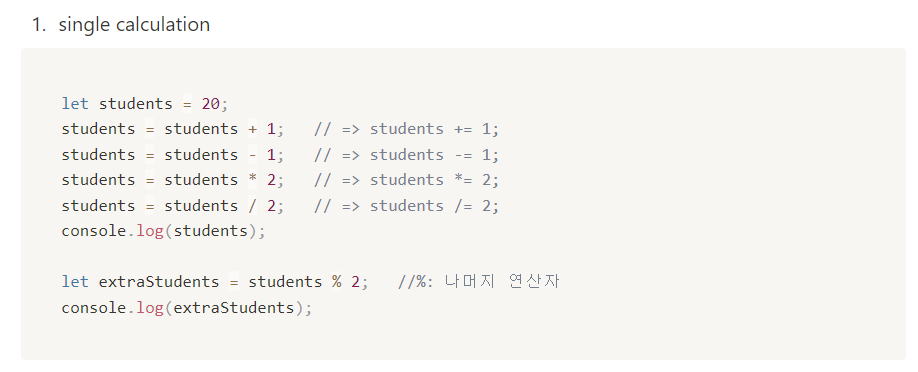 1. single calculation
let students = 20;
students = students + 1;   // => students += 1;
students = students - 1;   // => students -= 1;
students = students * 2;   // => students *= 2;
students = students / 2;   // => students /= 2;
console.log(students);
let extraStudents = students % 2;   //%: 나머지 연산자
console.log(extraStudents);